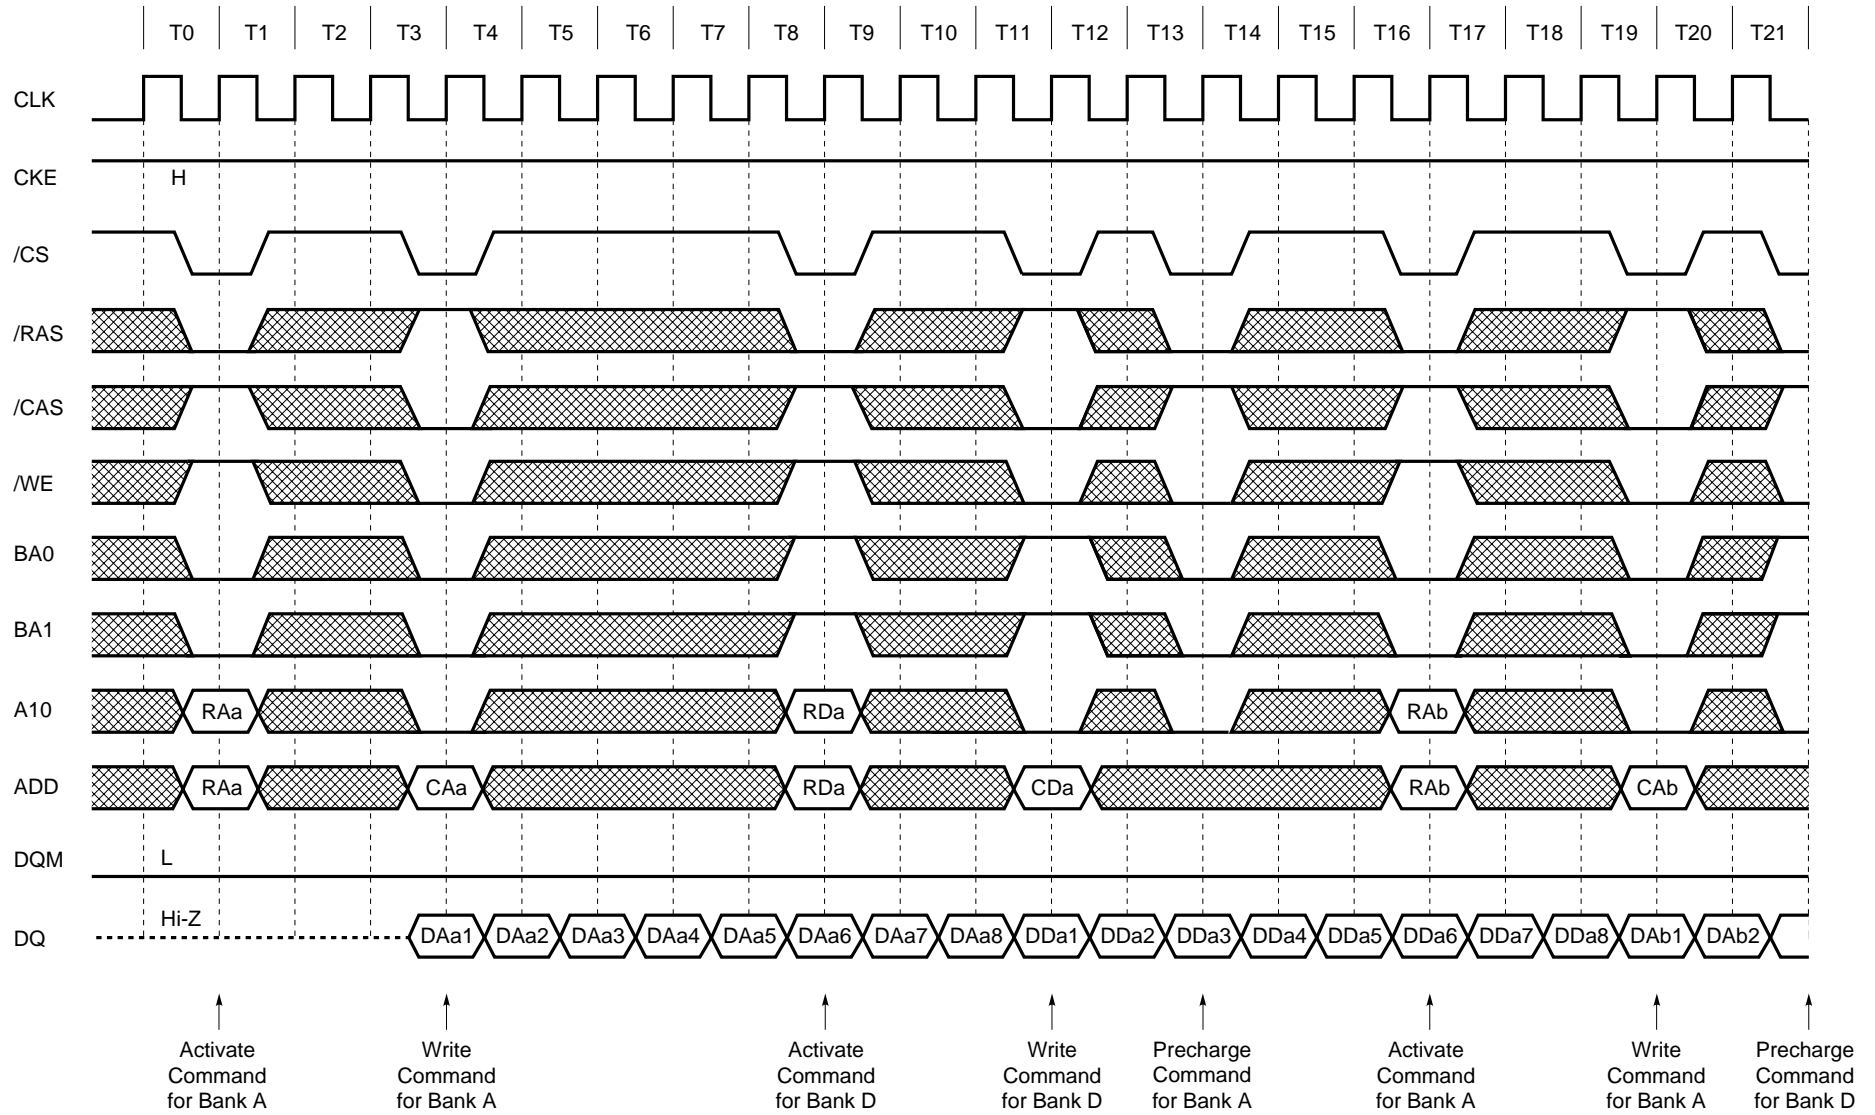 T0 T1 T2 T3 T4 T5 T6 T7 T8 T9 T10 T11 T12 T13 T14 T15 T16 T17 T18 T19 T20 T21
CLK
CKE H
/CS
/RAS
/CAS
/WE
BA0
BA1
A10 RAa RDa RAb
ADD RAa CAa RDa CDa RAb CAb
DQM L
DQ Hi-Z DAa1 DAa2 DAa3 DAa4 DAa5 DAa6 DAa7 DAa8 DDa1 DDa2 DDa3 DDa4 DDa5 DDa6 DDa7 DDa8 DAb1 DAb2
Activate
Command
for Bank A
Write
Command
for Bank A
Activate
Command
for Bank D
Write
Command
for Bank D
Precharge
Command
for Bank A
Activate
Command
for Bank A
Write
Command
for Bank A
Precharge
Command
for Bank D